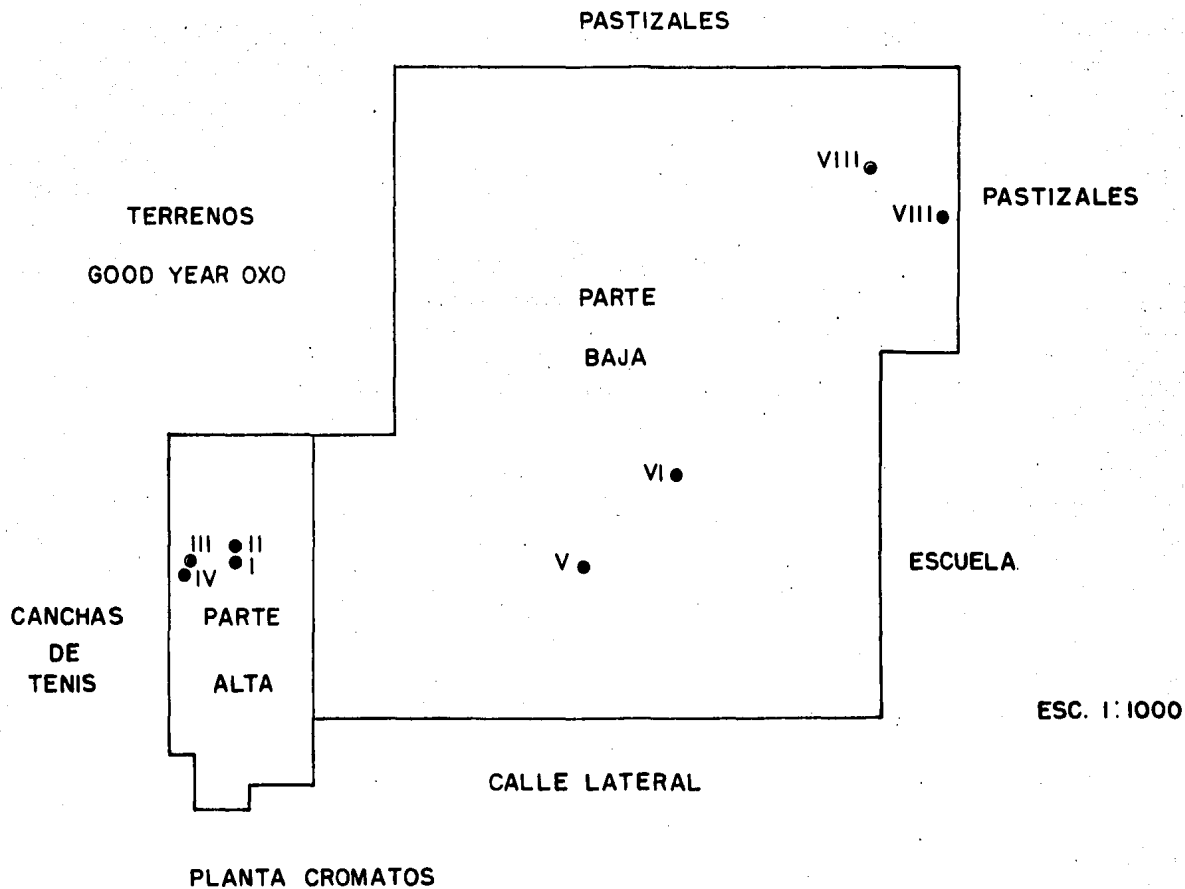 PASTIZALES
VIII
PASTIZALES
VIII
TERRENOS
GOOD YEAR OXO
PARTE
BAJA
VI
III
II
V
I
IV
ESCUELA
CANCHAS
DE
TENIS
PARTE
ALTA
ESC. 1:1000
CALLE LATERAL
PLANTA CROMATOS